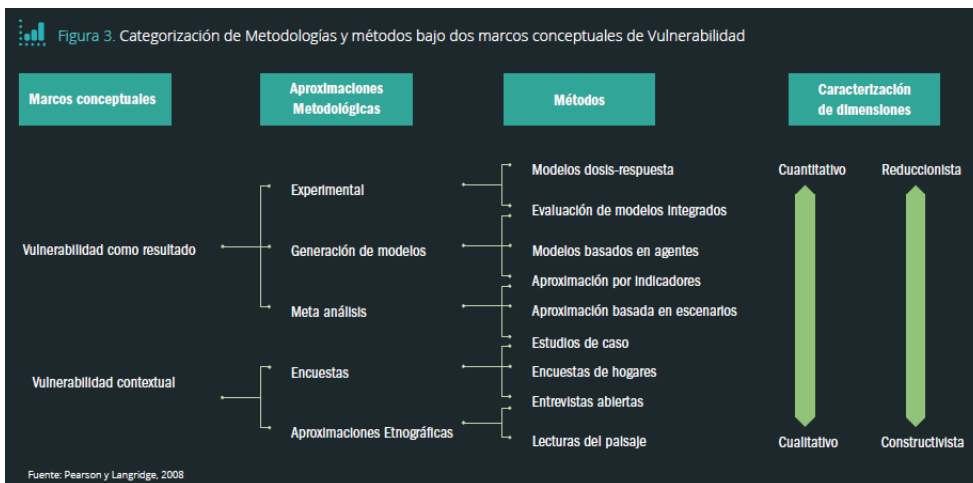 Figura 3. Categorización de Metodologías y métodos bajo dos marcos conceptuales de Vulnerabilidad
Marcos conceptuales
Aproximaciones
Metodológicas
Métodos
Caracterización
de dimensiones
Vulnerabilidad como resultado
Vulnerabilidad contextual
Experimental
Generación de modelos
Meta análisis
Encuestas
Aproximaciones Etnográficas
Modelos dosis-respuesta
Evaluación de modelos integrados
Modelos basados en agentes
Aproximación por indicadores
Aproximación basada en escenarios
Estudios de caso
Encuestas de hogares
Entrevistas abiertas
Lecturas del paisaje
Cuantitativo
Reduccionista
Cualitativo
Constructivista
Fuente: Pearson y Langridge, 2008